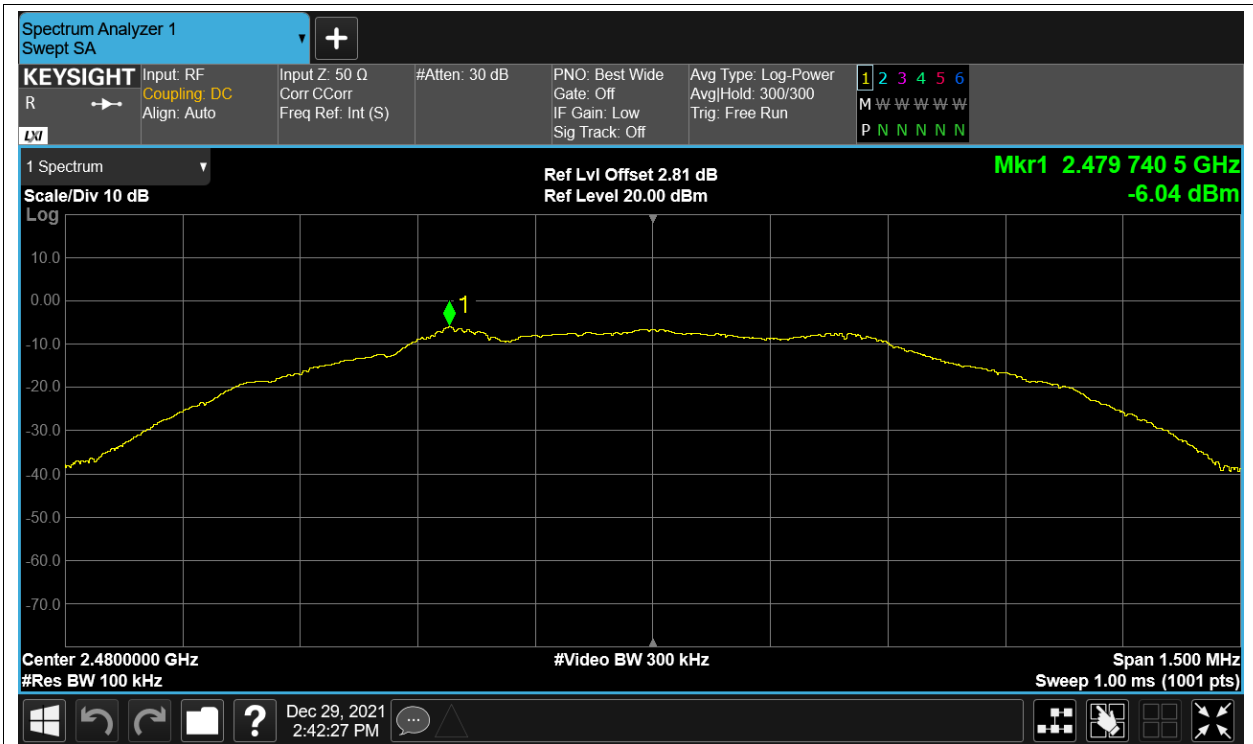 Spectrum Analyzer 1
Swept SA
KEYSIGHT
R
LXI
Input: RF
Coupling: DC
Align: Auto
Input Z: 50 Ω
Corr CCorr
Freq Ref: Int (S)
#Atten: 30 dB
PNO: Best Wide
Gate: Off
IF Gain: Low
Sig Track: Off
Avg Type: Log-Power
Avg|Hold: 300/300
Trig: Free Run
1 2 3 4 5 6
M W W W W W
P N N N N N
1 Spectrum
Scale/Div 10 dB
Log
Ref Lvl Offset 2.81 dB
Ref Level 20.00 dBm
Mkr1 2.479 740 5 GHz
-6.04 dBm
10.0
0.00
1
-10.0
-20.0
-30.0
-40.0
-50.0
-60.0
-70.0
Center 2.4800000 GHz
#Res BW 100 kHz
#Video BW 300 kHz
Span 1.500 MHz
Sweep 1.00 ms (1001 pts)
?
Dec 29, 2021
2:42:27 PM